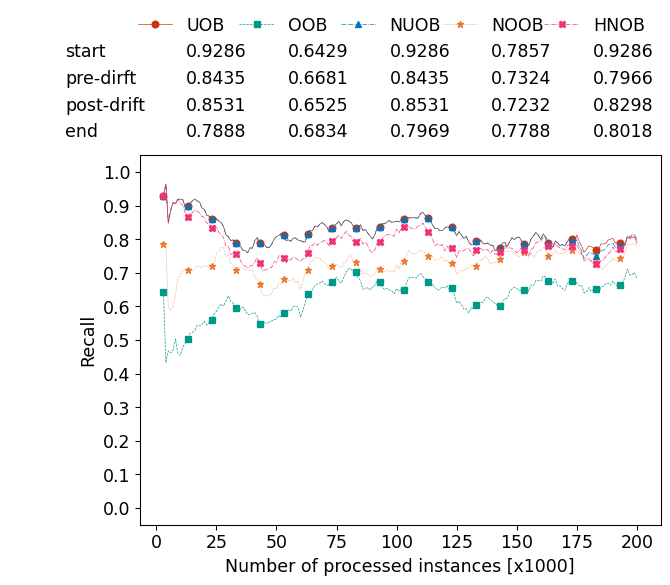 UOB OOB NUOB NOOB HNOB
start 0.9286 0.6429 0.9286 0.7857 0.9286
pre-dirft 0.8435 0.6681 0.8435 0.7324 0.7966
post-drift 0.8531 0.6525 0.8531 0.7232 0.8298
end 0.7888 0.6834 0.7969 0.7788 0.8018
1.0
0.9
0.8
0.7
0.6
0.5
0.4
0.3
0.2
0.1
0.0
Recall
0 25 50 75 100 125 150 175 200
Number of processed instances [x1000]